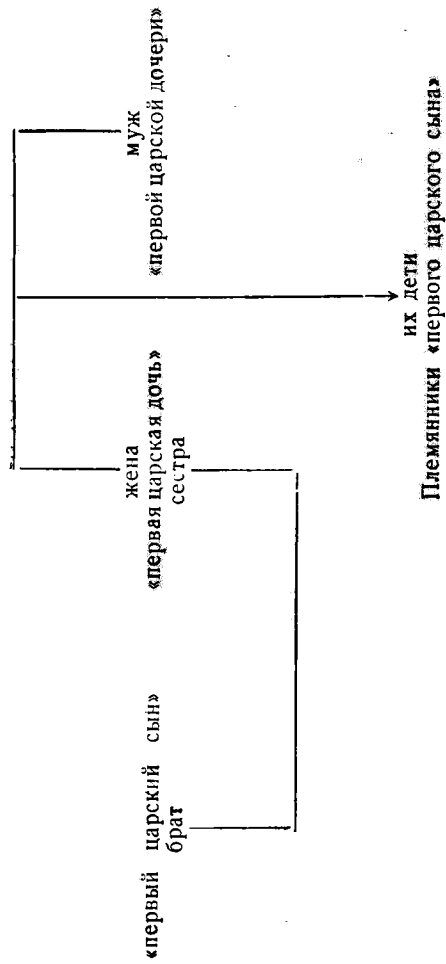 муж
«первой царской дочери»
жена
«первая царская дочь»
сестра
«первый царский сын»
брат
их дети
Племянники «первого царского сына»